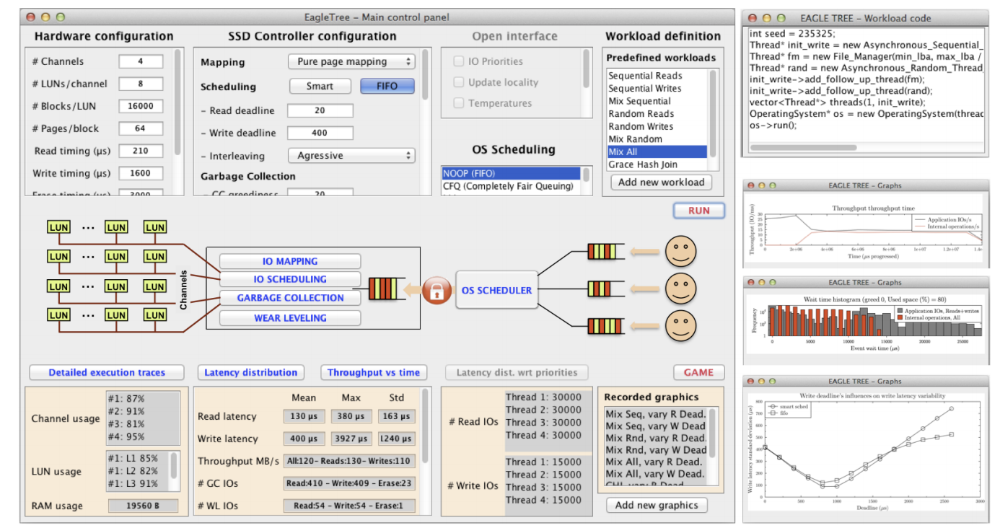 EagleTree - Main control panel
Hardware configuration
# Channels 4
# LUNs/channel 8
# Blocks/LUN 16000
# Pages/block 64
Read timing (µs) 210
Write timing (µs) 1600
Erase timing (µs) 3000
SSD Controller configuration
Mapping Pure page mapping
Scheduling Smart FIFO
- Read deadline 20
- Write deadline 400
- Interleaving Agressive
Garbage Collection
- GC greediness 20
Open interface
IO Priorities
Update locality
Temperatures
OS Scheduling
NOOP (FIFO)
CFQ (Completely Fair Queuing)
Workload definition
Predefined workloads
Sequential Reads
Sequential Writes
Mix Sequential
Random Reads
Random Writes
Mix Random
Mix All
Grace Hash Join
Add new workload
RUN
LUN ... LUN LUN
LUN ... LUN LUN
LUN ... LUN LUN
LUN ... LUN LUN
Channels
IO MAPPING
IO SCHEDULING
GARBAGE COLLECTION
WEAR LEVELING
OS SCHEDULER
Detailed execution traces
Latency distribution
Throughput vs time
Latency dist. wrt priorities
GAME
Channel usage
#1: 87%
#2: 91%
#3: 81%
#4: 95%
LUN usage
#1: L1 85%
#1: L2 82%
#1: L3 91%
RAM usage 19560 B
Mean Max Std
Read latency 130 µs 380 µs 163 µs
Write latency 400 µs 3927 µs 1240 µs
Throughput MB/s All:120- Reads:130- Writes:110
# GC IOs Read:410 - Write:409 - Erase:23
# WL IOs Read:54 - Write:54 - Erase:1
# Read IOs
Thread 1: 30000
Thread 2: 30000
Thread 3: 30000
Thread 4: 30000
# Write IOs
Thread 1: 15000
Thread 2: 15000
Thread 3: 15000
Thread 4: 15000
Recorded graphics
Mix Seq, vary R Dead.
Mix Seq, vary W Dead
Mix Rnd, vary R Dead.
Mix Rnd, vary W Dead
Mix All, vary R Dead.
Mix All, vary W Dead.
Add new graphics
EAGLE TREE - Workload code
int seed = 235325;
Thread* init_write = new Asynchronous_Sequential_
Thread* fm = new File_Manager(min_lba, max_lba /
Thread* rand = new Asynchronous_Random_Thread
init_write->add_follow_up_thread(fm);
init_write->add_follow_up_thread(rand);
vector<Thread*> threads(1, init_write);
OperatingSystem* os = new OperatingSystem(thread
os->run();
EAGLE TREE - Graphs
Throughput throughput time
Throughput (IO/ms)
30
25
20
15
10
5
0
Application IOs/s
Internal operations/s
0 2e+06 4e+06 6e+06 8e+06 1e+07 1.2e+07 1.4e
Time (µs progressed)
EAGLE TREE - Graphs
Wait time histogram (greed 0, Used space (%) = 80)
Frequency
1
Application IOs, Reads+writes
Internal operations, All
0 5000 10000 15000 20000 25000
Event wait time (µs)
EAGLE TREE - Graphs
Write deadline's influences on write latency variability
Write latency standard deviation (µs)
800
700
600
500
400
300
200
100
0
smart sched
fifo
0 500 1000 1500 2000 2500 3000
Deadline (µs)